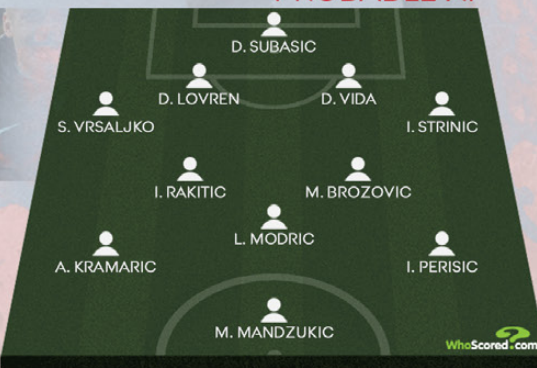 D. SUBASIC
D. LOVREN
D. VIDA
S. VRSALJKO
I. STRINIC
I. RAKITIC
M. BROZOVIC
L. MODRIC
A. KRAMARIC
I. PERISIC
M. MANDZUKIC
WhoScored.com